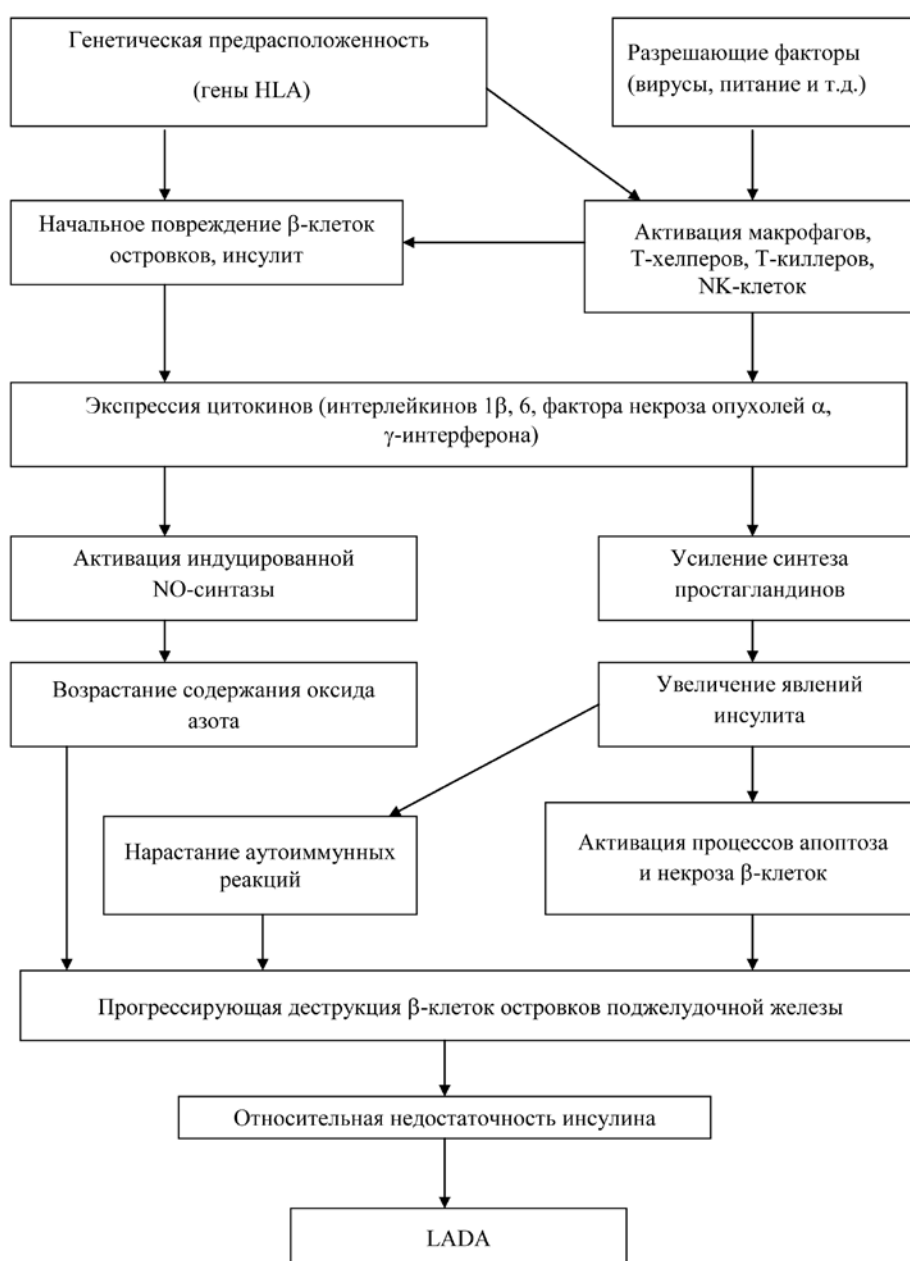 Генетическая предрасположенность
(гены HLA)
Разрешающие факторы
(вирусы, питание и т.д.)
Начальное повреждение β-клеток
островков, инсулит
Активация макрофагов,
Т-хелперов, Т-киллеров,
NK-клеток
Экспрессия цитокинов (интерлейкинов 1β, 6, фактора некроза опухолей α,
γ-интерферона)
Активация индуцированной
NO-синтазы
Усиление синтеза
простагландинов
Возрастание содержания оксида
азота
Увеличение явлений
инсулита
Нарастание аутоиммунных
реакций
Активация процессов апоптоза
и некроза β-клеток
Прогрессирующая деструкция β-клеток островков поджелудочной железы
Относительная недостаточность инсулина
LADA